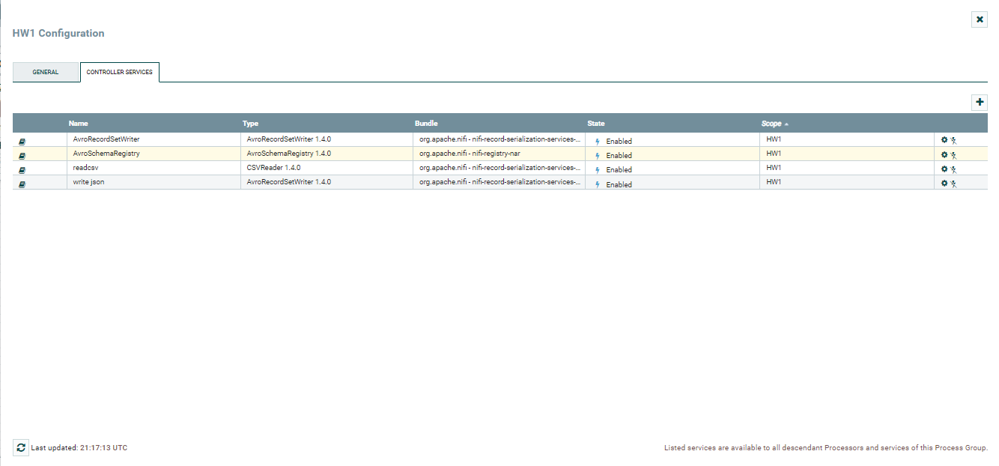 HW1 Configuration
GENERAL CONTROLLER SERVICES
Name Type Bundle State Scope
AvroRecordSetWriter AvroRecordSetWriter 1.4.0 org.apache.nifi - nifi-record-serialization-services-... Enabled HW1
AvroSchemaRegistry AvroSchemaRegistry 1.4.0 org.apache.nifi - nifi-registry-nar Enabled HW1
readcsv CSVReader 1.4.0 org.apache.nifi - nifi-record-serialization-services-... Enabled HW1
write json AvroRecordSetWriter 1.4.0 org.apache.nifi - nifi-record-serialization-services-... Enabled HW1
Last updated: 21:17:13 UTC Listed services are available to all descendant Processors and services of this Process Group.